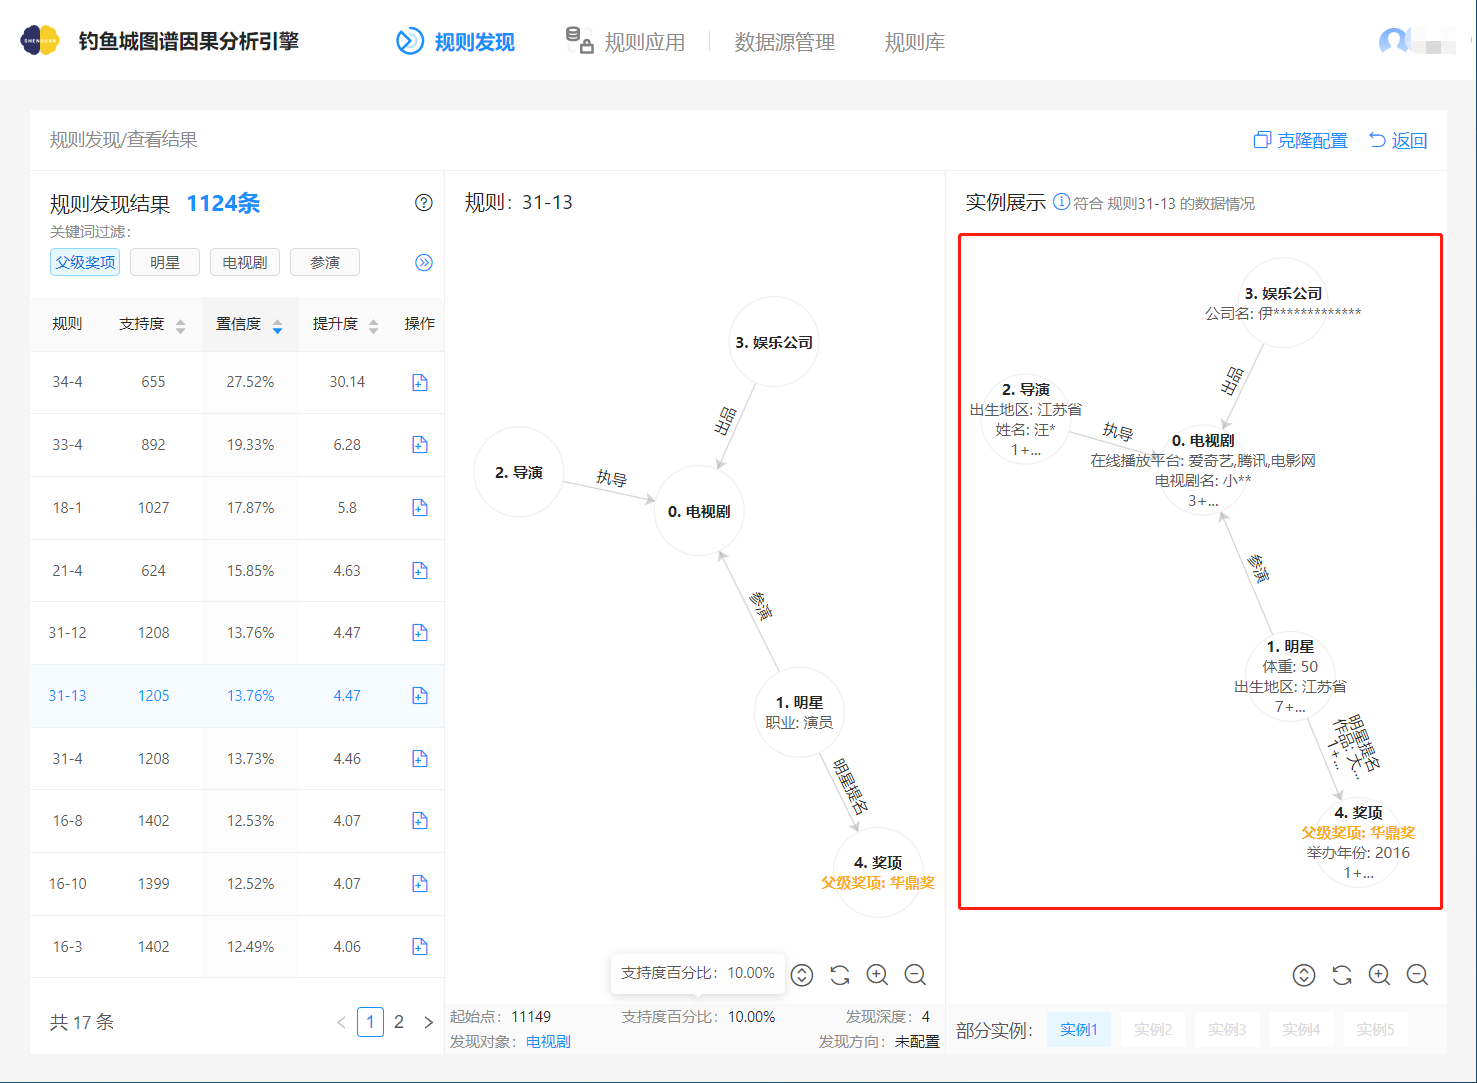 钓鱼城图谱因果分析引擎
规则发现
规则应用
数据源管理
规则库
规则发现/查看结果
克隆配置
返回
规则发现结果 1124条
关键词过滤：
父级奖项 明星 电视剧 参演
规则 支持度 置信度 提升度 操作
34-4 655 27.52% 30.14
33-4 892 19.33% 6.28
18-1 1027 17.87% 5.8
21-4 624 15.85% 4.63
31-12 1208 13.76% 4.47
31-13 1205 13.76% 4.47
31-4 1208 13.73% 4.46
16-8 1402 12.53% 4.07
16-10 1399 12.52% 4.07
16-3 1402 12.49% 4.06
共 17 条
< 1 2 >
规则：31-13
3. 娱乐公司
出品
2. 导演
执导
0. 电视剧
参演
1. 明星
职业: 演员
明星提名
4. 奖项
父级奖项: 华鼎奖
支持度百分比：10.00%
起始点：11149
支持度百分比：10.00%
发现深度：4
发现对象：电视剧
发现方向：未配置
实例展示 符合 规则31-13 的数据情况
3. 娱乐公司
公司名: 伊*************
出品
2. 导演
出生地区: 江苏省
姓名: 汪*
1+...
执导
0. 电视剧
在线播放平台: 爱奇艺,腾讯,电影网
电视剧名: 小**
3+...
参演
1. 明星
体重: 50
出生地区: 江苏省
7+...
明星提名
作品: 大...
1+...
4. 奖项
父级奖项: 华鼎奖
举办年份: 2016
1+...
部分实例： 实例1 实例2 实例3 实例4 实例5